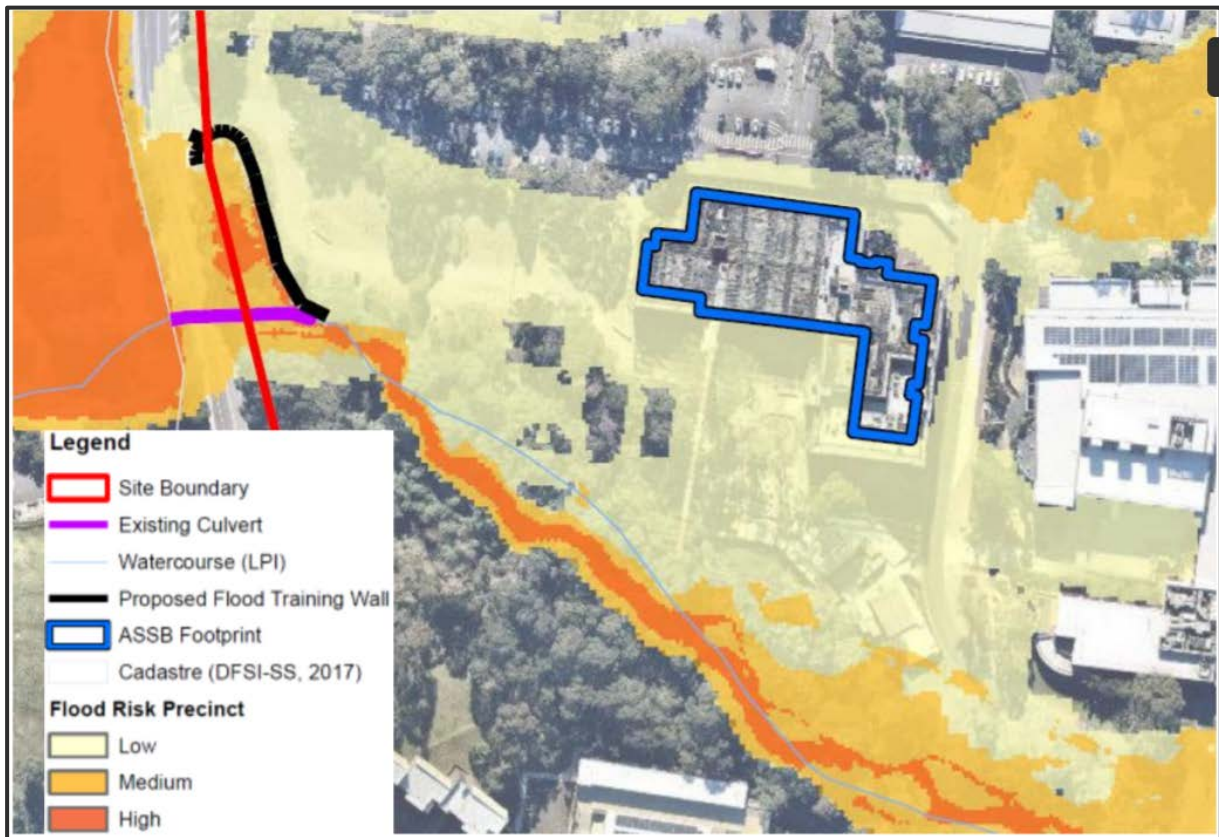 Legend
Site Boundary
Existing Culvert
Watercourse (LPI)
Proposed Flood Training Wall
ASSB Footprint
Cadastre (DFSI-SS, 2017)
Flood Risk Precinct
Low
Medium
High